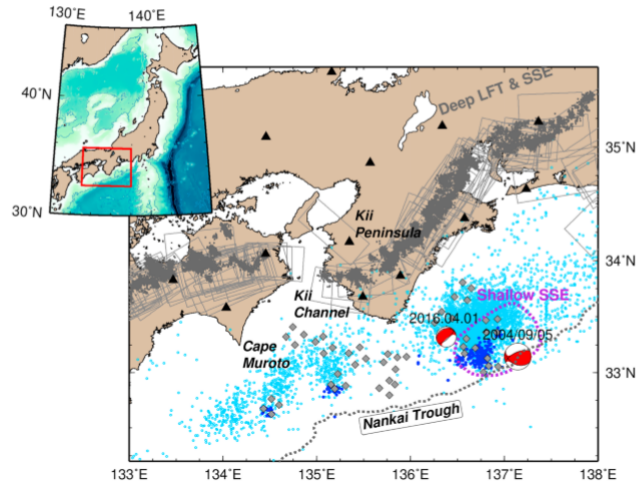 130°E
140°E
40°N
30°N
Deep LFT & SSE
35°N
Kii
Peninsula
34°N
Kii
Channel
Shallow SSE
2016.04.01
2004/09/05
Cape
Muroto
33°N
Nankai Trough
133°E
134°E
135°E
136°E
137°E
138°E